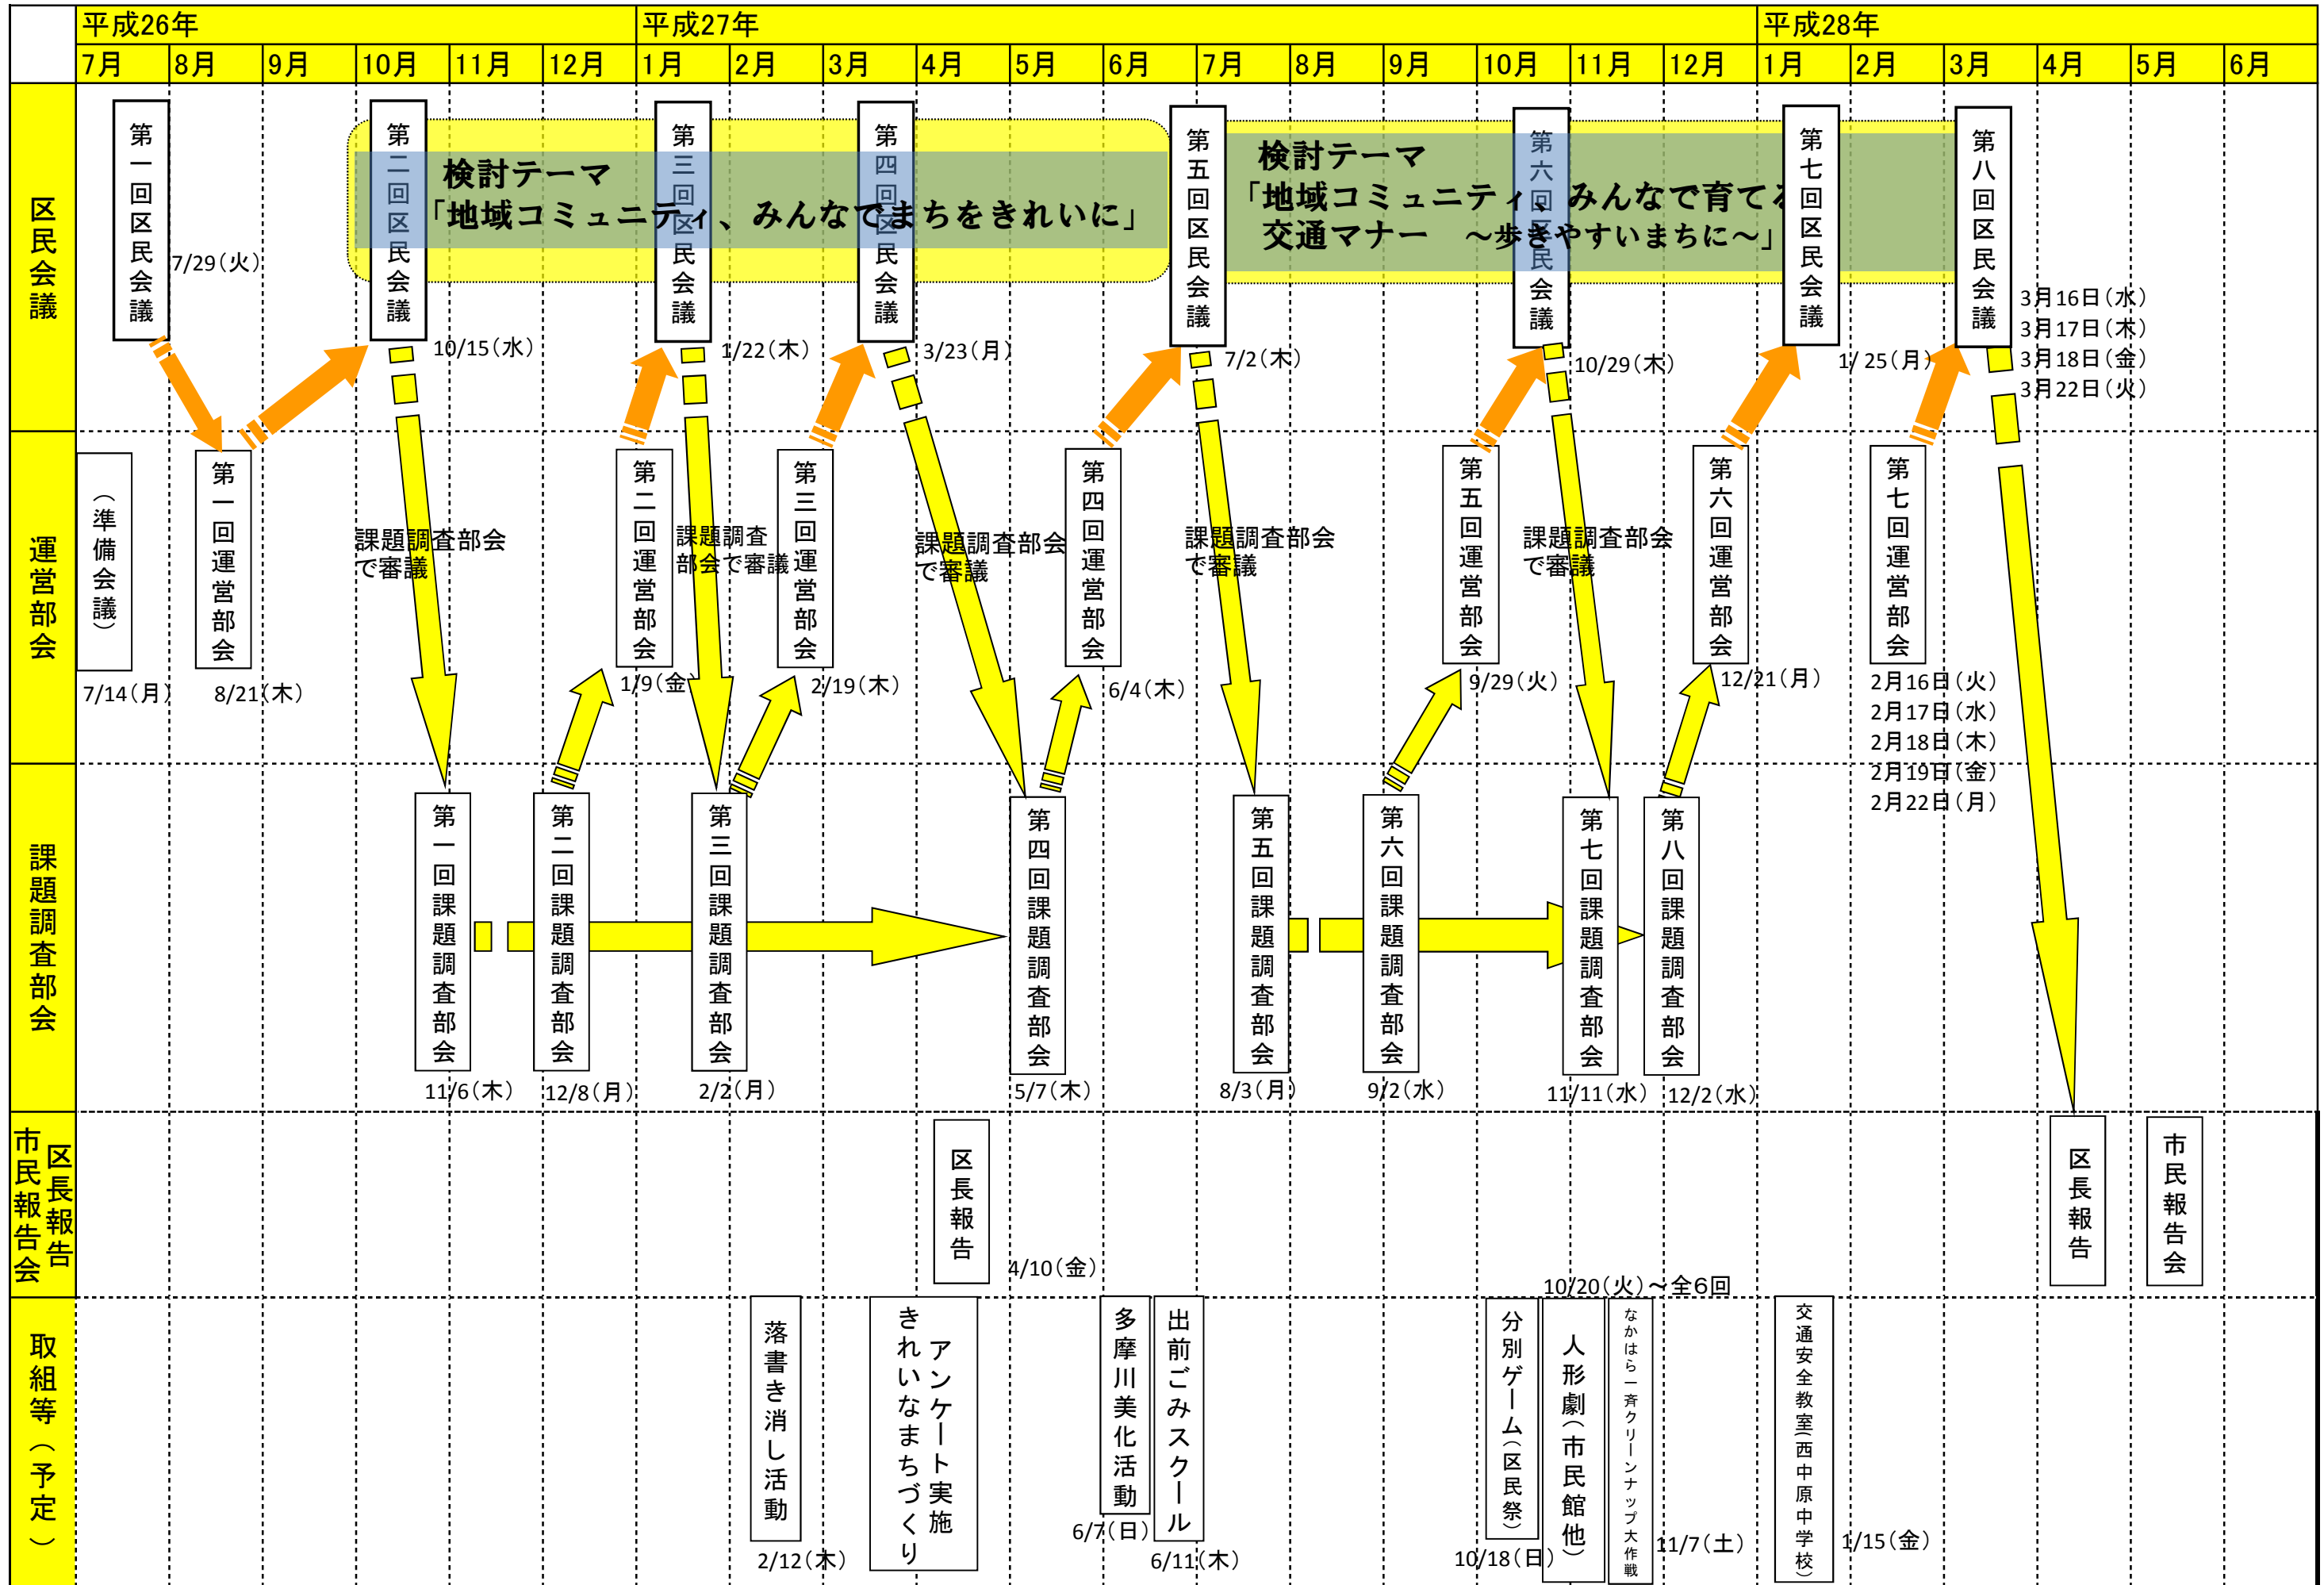 平成26年
平成27年
平成28年
7月
8月
9月
10月
11月
12月
1月
2月
3月
4月
5月
6月
7月
8月
9月
10月
11月
12月
1月
2月
3月
4月
5月
6月
区民会議
第一回区民会議
7/29(火)
第二回区民会議
10/15(水)
第三回区民会議
1/22(木)
第四回区民会議
3/23(月)
検討テーマ
「地域コミュニティ、みんなでまちをきれいに」
第五回区民会議
7/2(木)
検討テーマ
「地域コミュニティ、みんなで育てる
交通マナー ～歩きやすいまちに～」
第六回区民会議
10/29(木)
第七回区民会議
1/ 25(月)
第八回区民会議
3月16日(水)
3月17日(木)
3月18日(金)
3月22日(火)
運営部会
(準備会議)
7/14(月)
第一回運営部会
8/21(木)
課題調査部会
で審議
第二回運営部会
1/9(金)
課題調査
部会で審議
第三回運営部会
2/19(木)
課題調査部会
で審議
第四回運営部会
6/4(木)
課題調査部会
で審議
第五回運営部会
9/29(火)
課題調査部会
で審議
第六回運営部会
12/21(月)
第七回運営部会
2月16日(火)
2月17日(水)
2月18日(木)
2月19日(金)
2月22日(月)
課題調査部会
第一回課題調査部会
11/6(木)
第二回課題調査部会
12/8(月)
第三回課題調査部会
2/2(月)
第四回課題調査部会
5/7(木)
第五回課題調査部会
8/3(月)
第六回課題調査部会
9/2(水)
第七回課題調査部会
11/11(水)
第八回課題調査部会
12/2(水)
区長報告
市民報告会
区長報告
4/10(金)
区長報告
市民報告会
取組等(予定)
落書き消し活動
2/12(木)
アンケート実施
きれいなまちづくり
多摩川美化活動
6/7(日)
出前ごみスクール
6/11(木)
分別ゲーム(区民祭)
10/18(日)
10/20(火)～全6回
人形劇(市民館他)
なかはら一斉クリーンナップ大作戦
11/7(土)
交通安全教室(西中原中学校)
1/15(金)